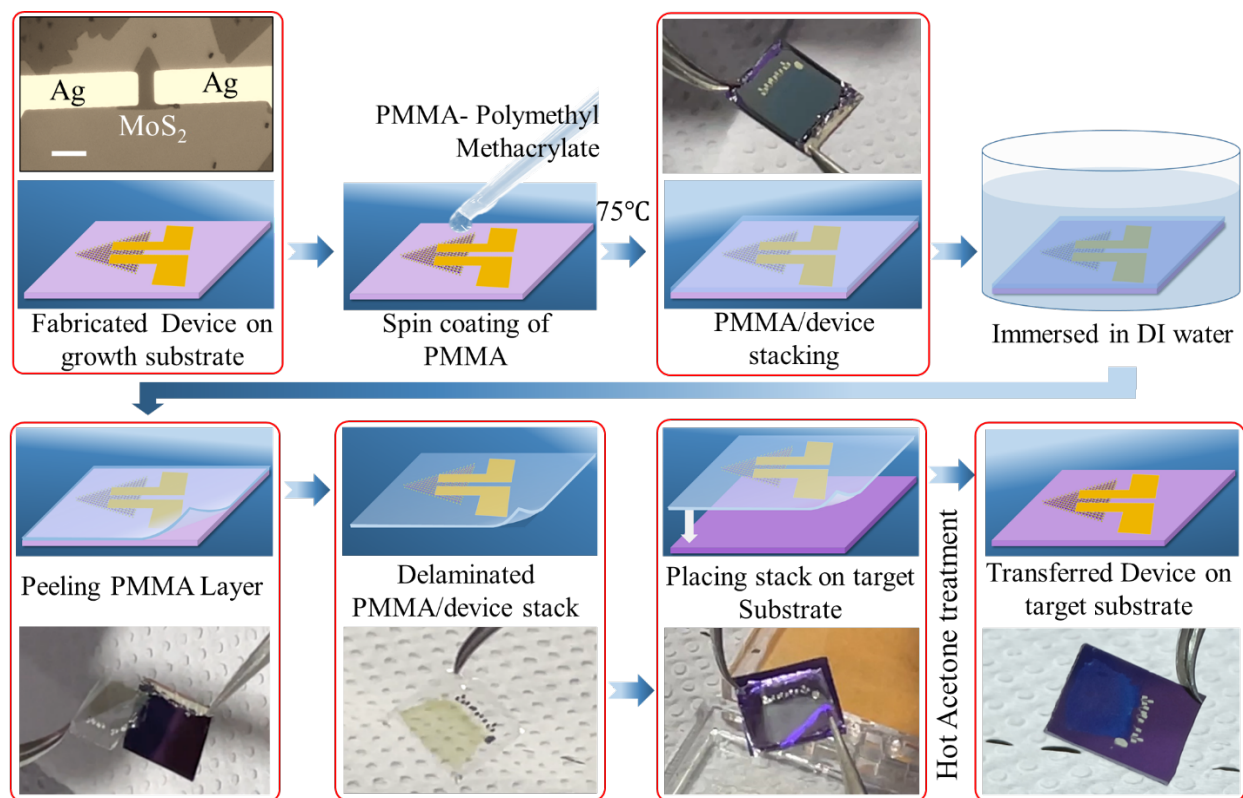 Ag
Ag
MoS₂
Fabricated Device on
growth substrate
PMMA- Polymethyl
Methacrylate
Spin coating of
PMMA
75℃
PMMA/device
stacking
Immersed in DI water
Peeling PMMA Layer
Delaminated
PMMA/device stack
Placing stack on target
Substrate
Hot Acetone treatment
Transferred Device on
target substrate